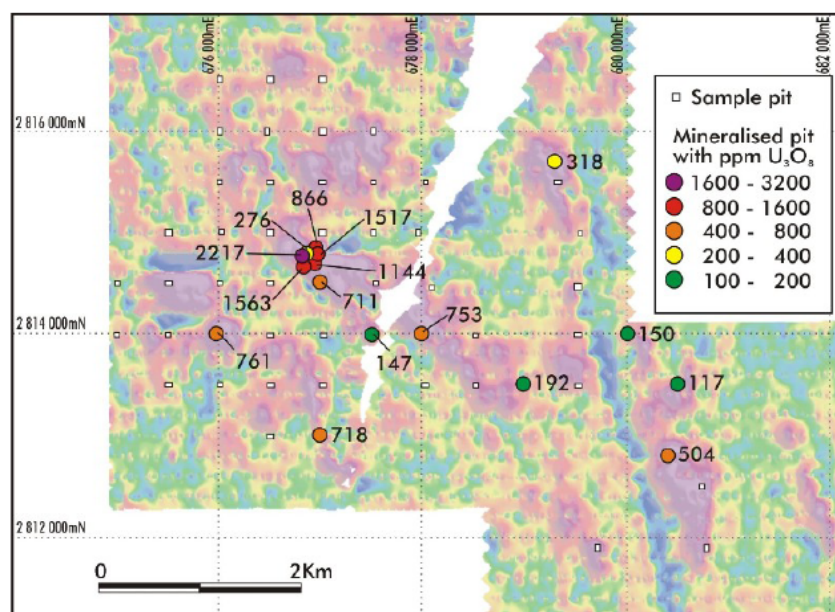 676 000mE
678 000mE
680 000mE
682 000mE
2 816 000mN
2 814 000mN
2 812 000mN
Sample pit
Mineralised pit
with ppm U₃O₈
1600 - 3200
800 - 1600
400 - 800
200 - 400
100 - 200
318
866
276
1517
2217
1144
1563
711
753
761
147
150
192
117
718
504
0 2Km